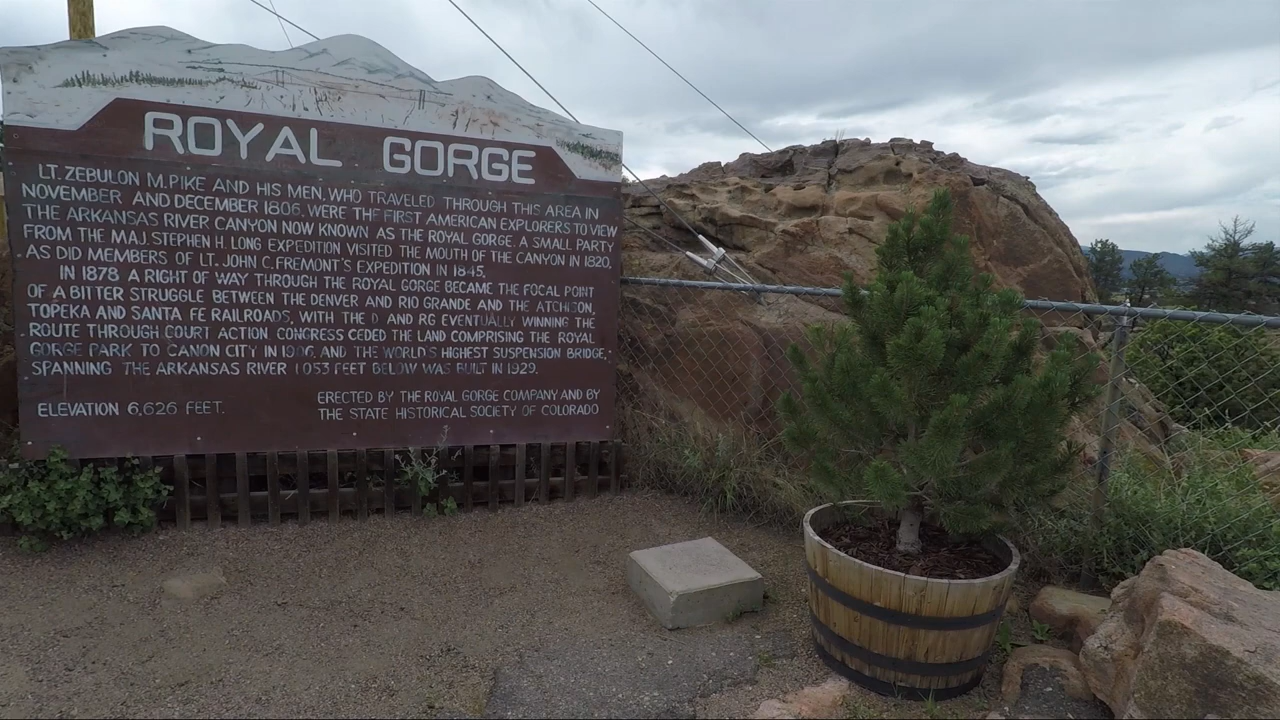 ROYAL GORGE
LT. ZEBULON M. PIKE AND HIS MEN, WHO TRAVELED THROUGH THIS AREA IN
NOVEMBER AND DECEMBER 1806, WERE THE FIRST AMERICAN EXPLORERS TO VIEW
THE ARKANSAS RIVER CANYON NOW KNOWN AS THE ROYAL GORGE. A SMALL PARTY
FROM THE MAJ. STEPHEN H. LONG EXPEDITION VISITED THE MOUTH OF THE CANYON IN 1820,
AS DID MEMBERS OF LT. JOHN C. FREMONT'S EXPEDITION IN 1845.
IN 1878 A RIGHT OF WAY THROUGH THE ROYAL GORGE BECAME THE FOCAL POINT
OF A BITTER STRUGGLE BETWEEN THE DENVER AND RIO GRANDE AND THE ATCHISON,
TOPEKA AND SANTA FE RAILROADS, WITH THE D AND RG EVENTUALLY WINNING THE
ROUTE THROUGH COURT ACTION CONGRESS CEDED THE LAND COMPRISING THE ROYAL
GORGE PARK TO CANON CITY IN 1906, AND THE WORLD'S HIGHEST SUSPENSION BRIDGE,
SPANNING THE ARKANSAS RIVER 1053 FEET BELOW WAS BUILT IN 1929.
ELEVATION 6,626 FEET.
ERECTED BY THE ROYAL GORGE COMPANY AND BY
THE STATE HISTORICAL SOCIETY OF COLORADO